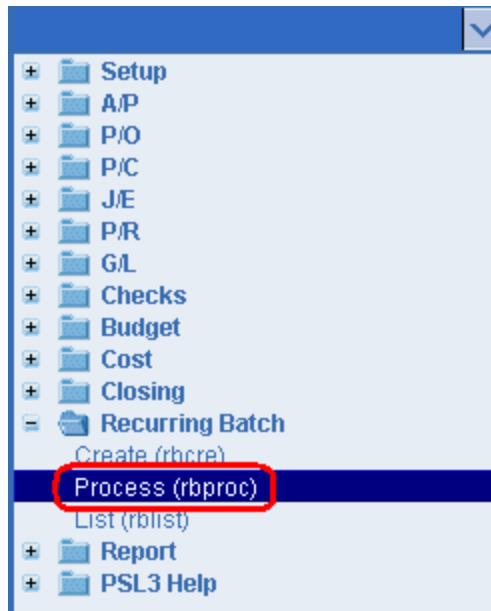 Setup
A/P
P/O
P/C
J/E
P/R
G/L
Checks
Budget
Cost
Closing
Recurring Batch
Create (rbcre)
Process (rbproc)
List (rblist)
Report
PSL3 Help